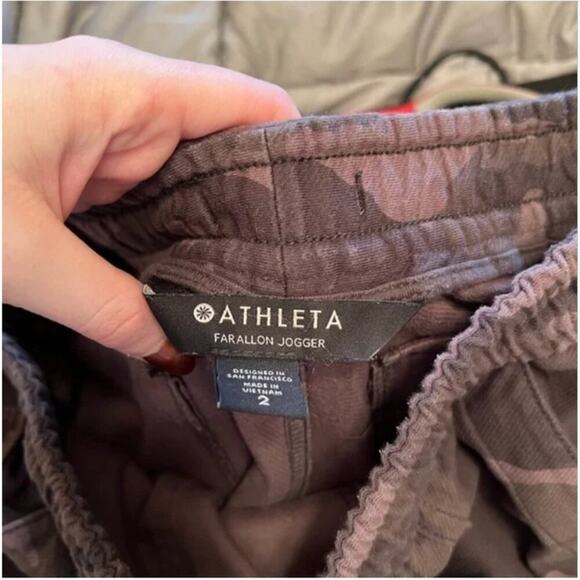 ATHLETA
FARALLON JOGGER
DESIGNED IN
SAN FRANCISCO
MADE IN
VIETNAM
2